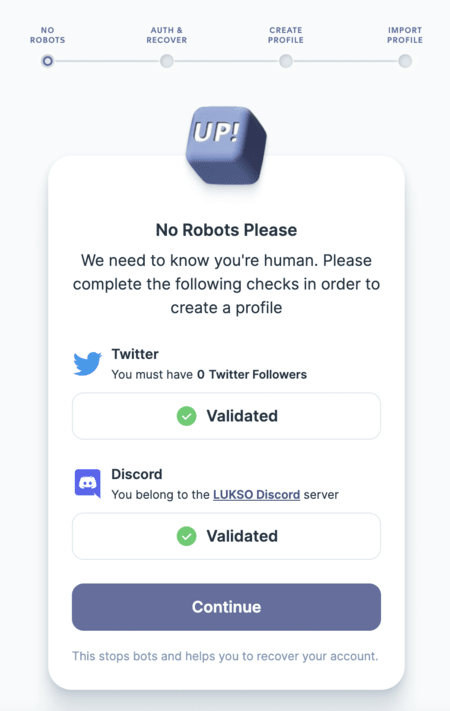 NO
ROBOTS
AUTH &
RECOVER
CREATE
PROFILE
IMPORT
PROFILE
UP!
No Robots Please
We need to know you're human. Please
complete the following checks in order to
create a profile
Twitter
You must have 0 Twitter Followers
Validated
Discord
You belong to the LUKSO Discord server
Validated
Continue
This stops bots and helps you to recover your account.